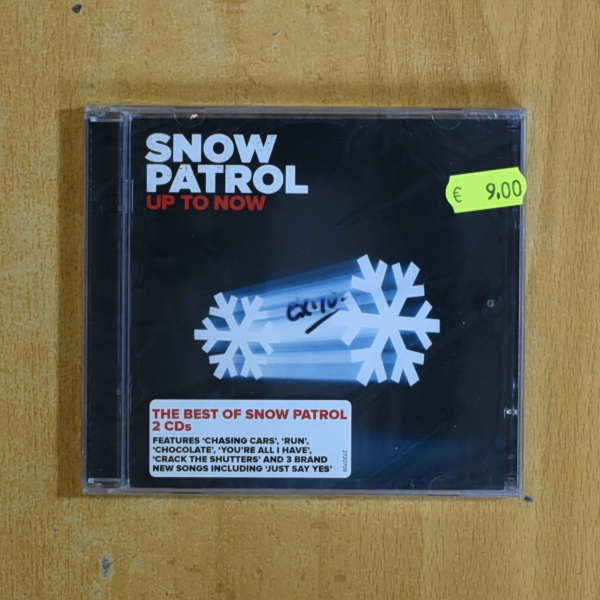 SNOW
PATROL
UP TO NOW
€ 9.00
EXITOS
THE BEST OF SNOW PATROL
2 CDs
FEATURES ‘CHASING CARS’, ‘RUN’,
‘CHOCOLATE’, ‘YOU'RE ALL I HAVE’,
‘CRACK THE SHUTTERS’ AND 3 BRAND
NEW SONGS INCLUDING ‘JUST SAY YES’